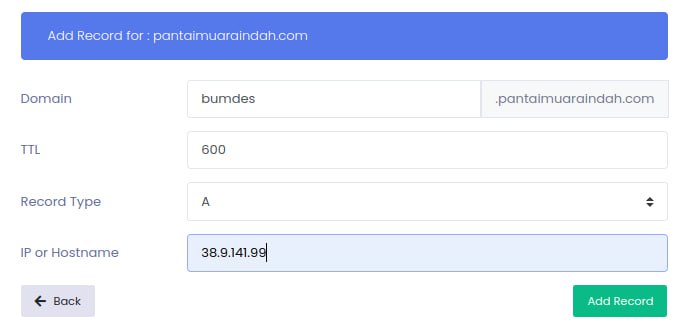 Add Record for : pantaimuaraindah.com
Domain bumdes .pantaimuaraindah.com
TTL 600
Record Type A
IP or Hostname 38.9.141.99
Back Add Record